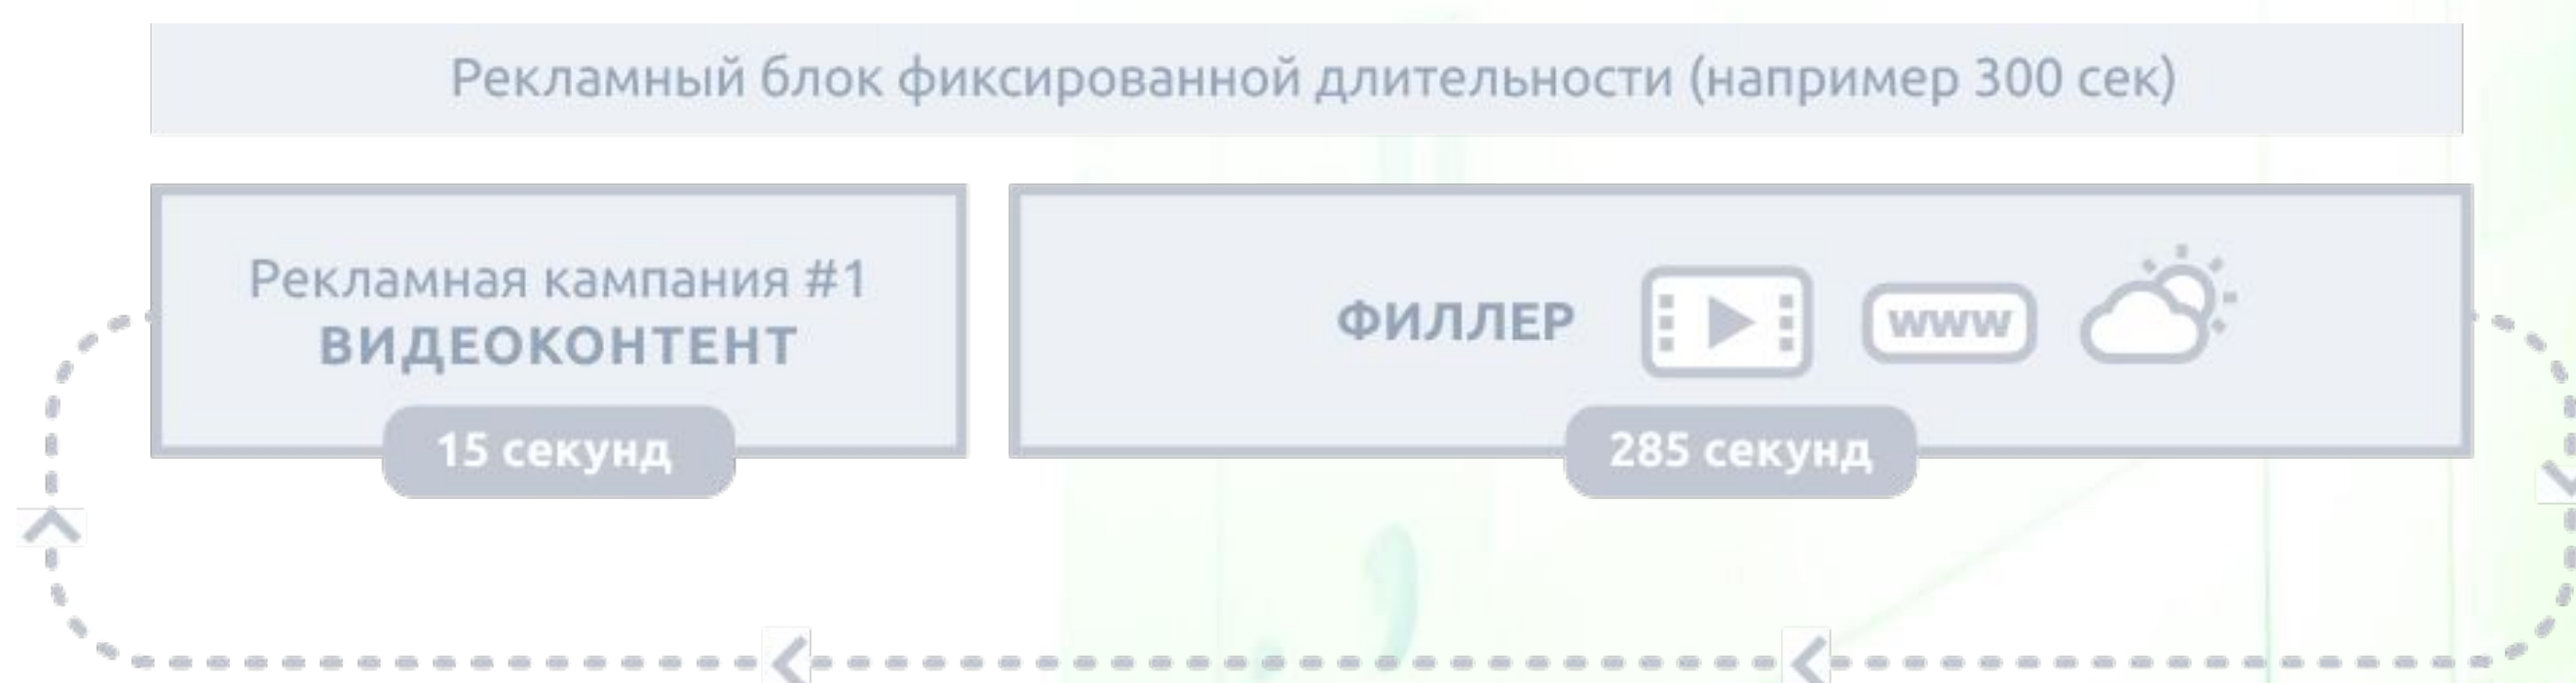 Рекламный блок фиксированной длительности (например 300 сек)
Рекламная кампания #1
ВИДЕОКОНТЕНТ
15 секунд
ФИЛЛЕР
www
285 секунд